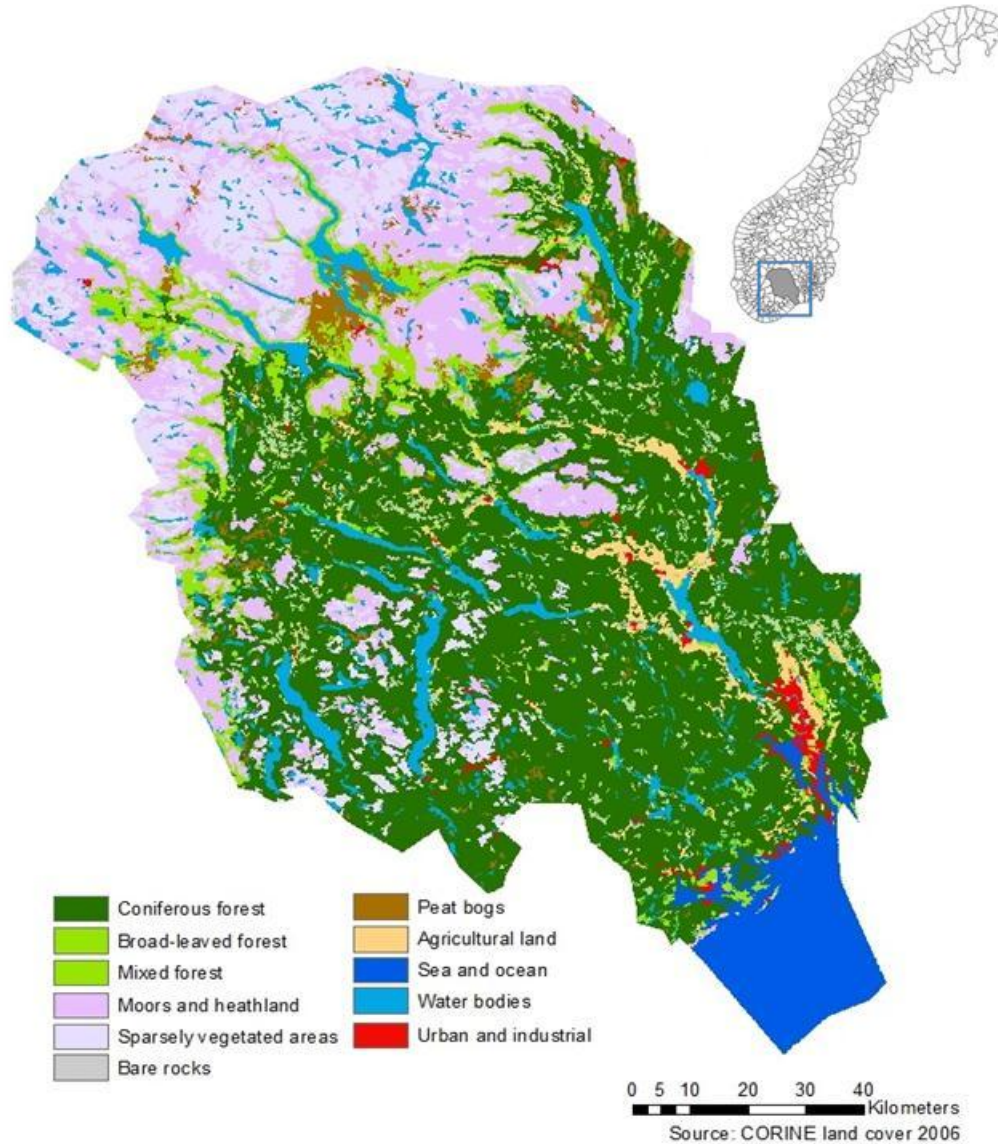 Coniferous forest
Broad-leaved forest
Mixed forest
Moors and heathland
Sparsely vegetated areas
Bare rocks
Peat bogs
Agricultural land
Sea and ocean
Water bodies
Urban and industrial
0 5 10 20 30 40
Kilometers
Source: CORINE land cover 2006